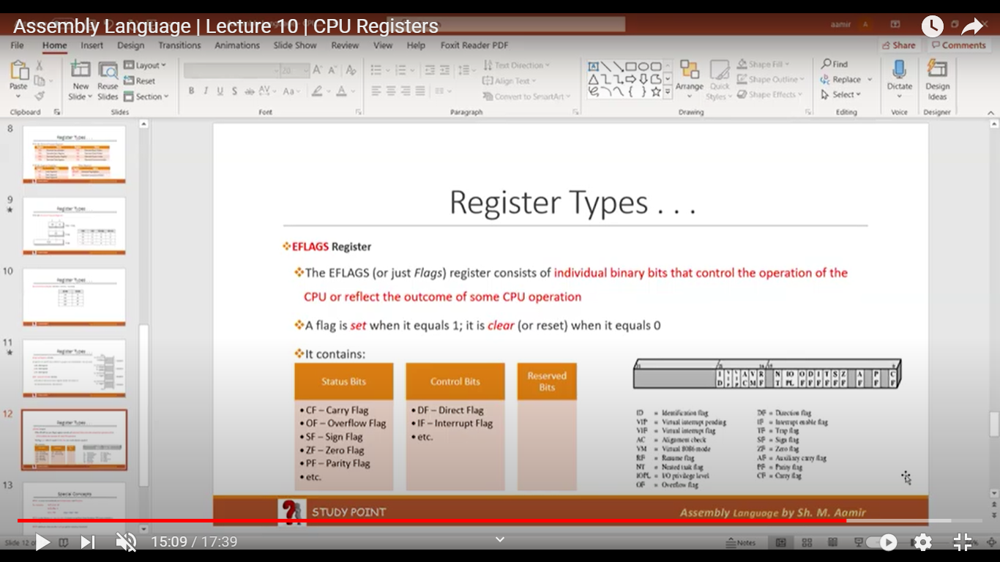 Assembly Language | Lecture 10 | CPU Registers
aamir A
File Home Insert Design Transitions Animations Slide Show Review View Help Foxit Reader PDF Share Comments
Paste New Slide Reuse Slides Layout Reset Section
20
Text Direction
Align Text
Convert to SmartArt
Arrange Quick Styles Shape Fill
Shape Outline
Shape Effects
Find
Replace
Select
Dictate Design Ideas
Clipboard Slides Font Paragraph Drawing Editing Voice Designer
8
Register Types . . .
9
Register Types . . .
10
Register Types . . .
11
Register Types . . .
12
Register Types . . .
13
Special Concepts
Register Types . . .
EFLAGS Register
The EFLAGS (or just Flags) register consists of individual binary bits that control the operation of the
CPU or reflect the outcome of some CPU operation
A flag is set when it equals 1; it is clear (or reset) when it equals 0
It contains:
Status Bits
• CF – Carry Flag
• OF – Overflow Flag
• SF – Sign Flag
• ZF – Zero Flag
• PF – Parity Flag
• etc.
Control Bits
• DF – Direct Flag
• IF – Interrupt Flag
• etc.
Reserved
Bits
ID = Identification flag
VIP = Virtual interrupt pending
VIF = Virtual interrupt flag
AC = Alignment check
VM = Virtual 8086 mode
RF = Resume flag
NT = Nested task flag
IOPL = I/O privilege level
OF = Overflow flag
DF = Direction flag
IF = Interrupt enable flag
TF = Trap flag
SF = Sign flag
ZF = Zero flag
AF = Auxiliary carry flag
PF = Parity flag
CF = Carry flag
STUDY POINT
Assembly Language by Sh. M. Aamir
Slide 12 of
Notes
15:09 / 17:39